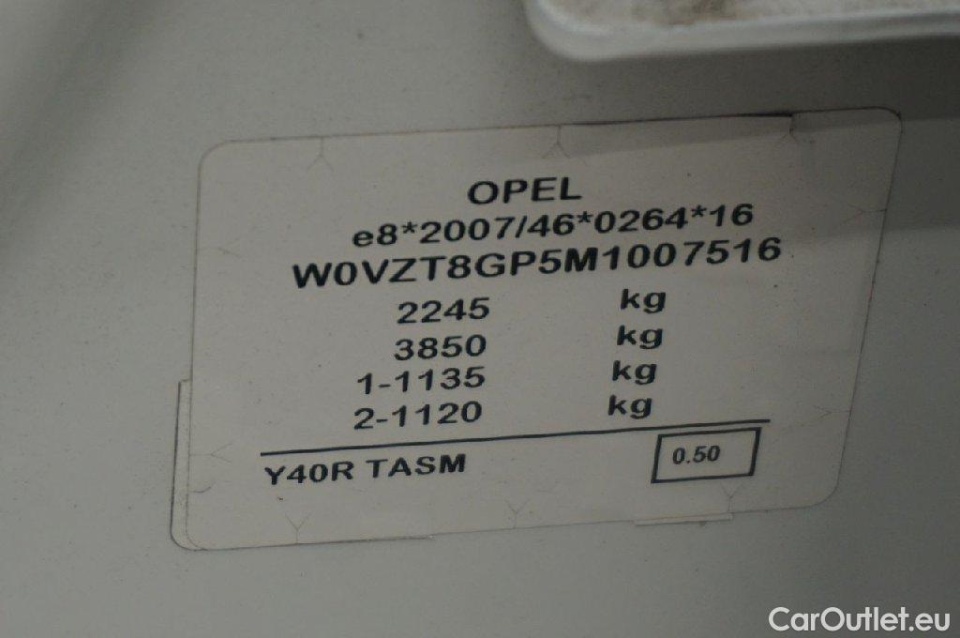 OPEL
e8*2007/46*0264*16
W0VZT8GP5M1007516
2245 kg
3850 kg
1-1135 kg
2-1120 kg
Y40R TASM 0.50
CarOutlet.eu